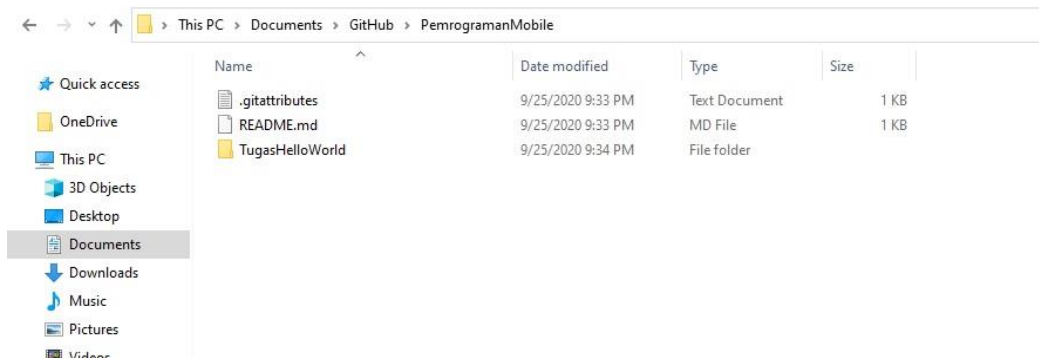 This PC > Documents > GitHub > PemrogramanMobile
Name Date modified Type Size
Quick access
.gitattributes 9/25/2020 9:33 PM Text Document 1 KB
OneDrive
README.md 9/25/2020 9:33 PM MD File 1 KB
This PC
TugasHelloWorld 9/25/2020 9:34 PM File folder
3D Objects
Desktop
Documents
Downloads
Music
Pictures
Videos